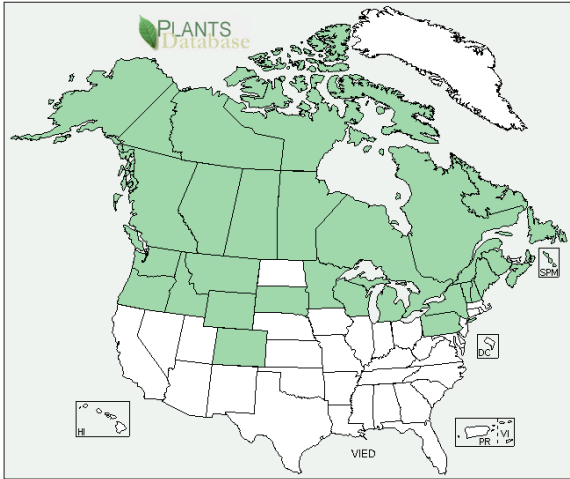 PLANTS
Database
SPM
DC
HI
PR
VI
VIED